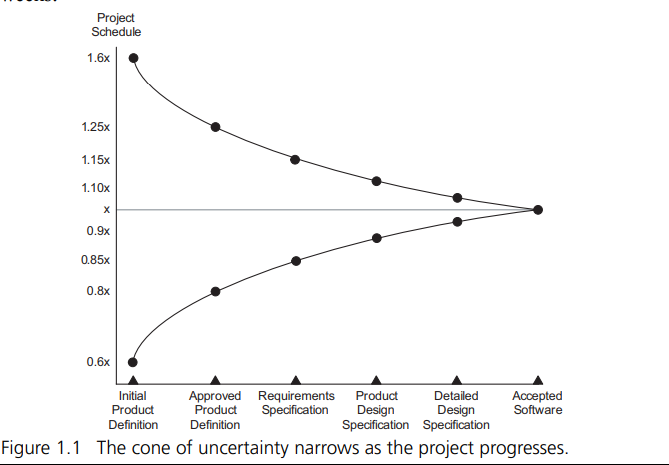 Project
Schedule
1.6x
1.25x
1.15x
1.10x
x
0.9x
0.85x
0.8x
0.6x
Initial
Product
Definition
Approved
Product
Definition
Requirements
Specification
Product
Design
Specification
Detailed
Design
Specification
Accepted
Software
Figure 1.1 The cone of uncertainty narrows as the project progresses.